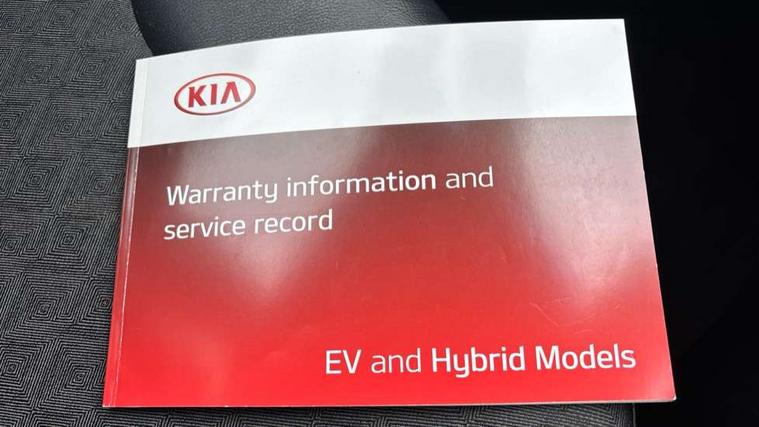 KIA
Warranty information and
service record
EV and Hybrid Models